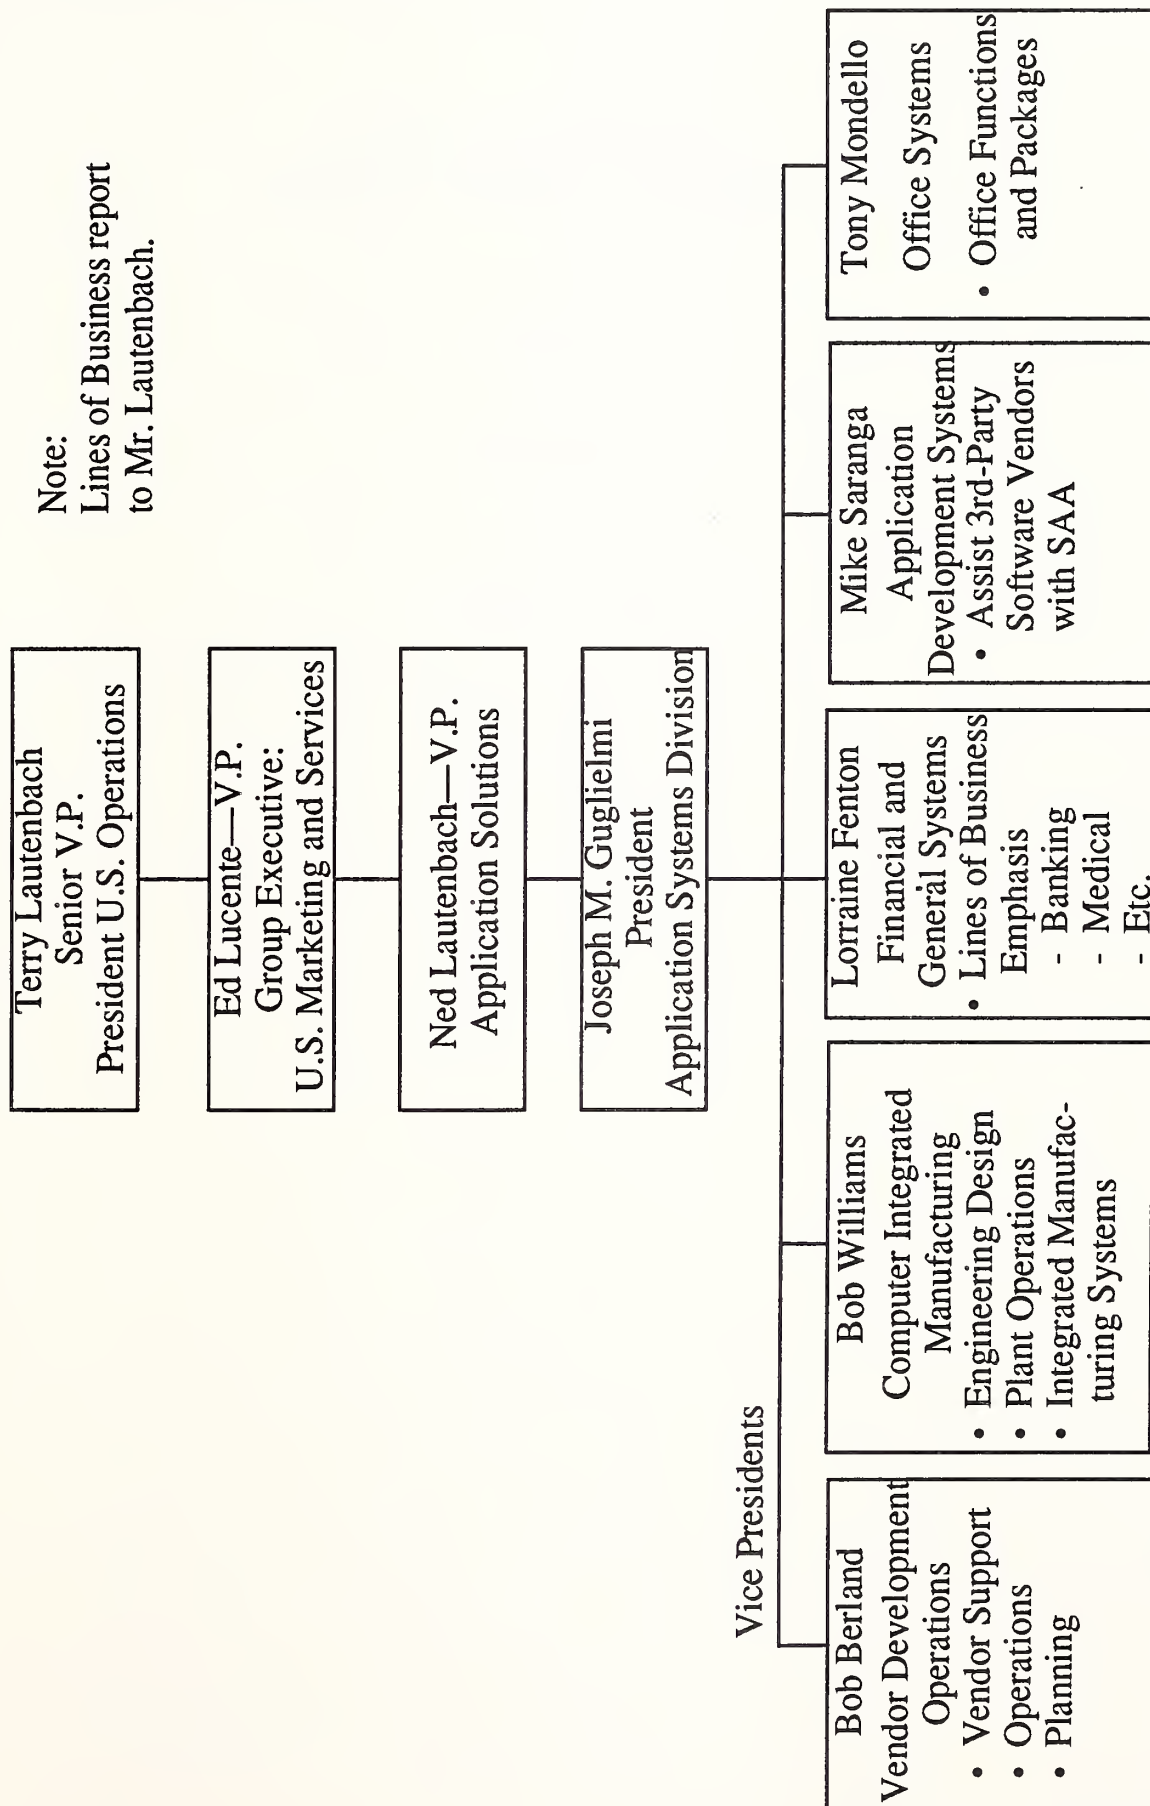 Note:
Lines of Business report
to Mr. Lautenbach.
Terry Lautenbach
Senior V.P.
President U.S. Operations
Ed Lucente—V.P.
Group Executive:
U.S. Marketing and Services
Ned Lautenbach—V.P.
Application Solutions
Joseph M. Guglielmi
President
Application Systems Division
Vice Presidents
Bob Berland
Vendor Development
Operations
• Vendor Support
• Operations
• Planning
Bob Williams
Computer Integrated
Manufacturing
• Engineering Design
• Plant Operations
• Integrated Manufac-
turing Systems
Lorraine Fenton
Financial and
General Systems
• Lines of Business
Emphasis
- Banking
- Medical
- Etc.
Mike Saranga
Application
Development Systems
• Assist 3rd-Party
Software Vendors
with SAA
Tony Mondello
Office Systems
• Office Functions
and Packages